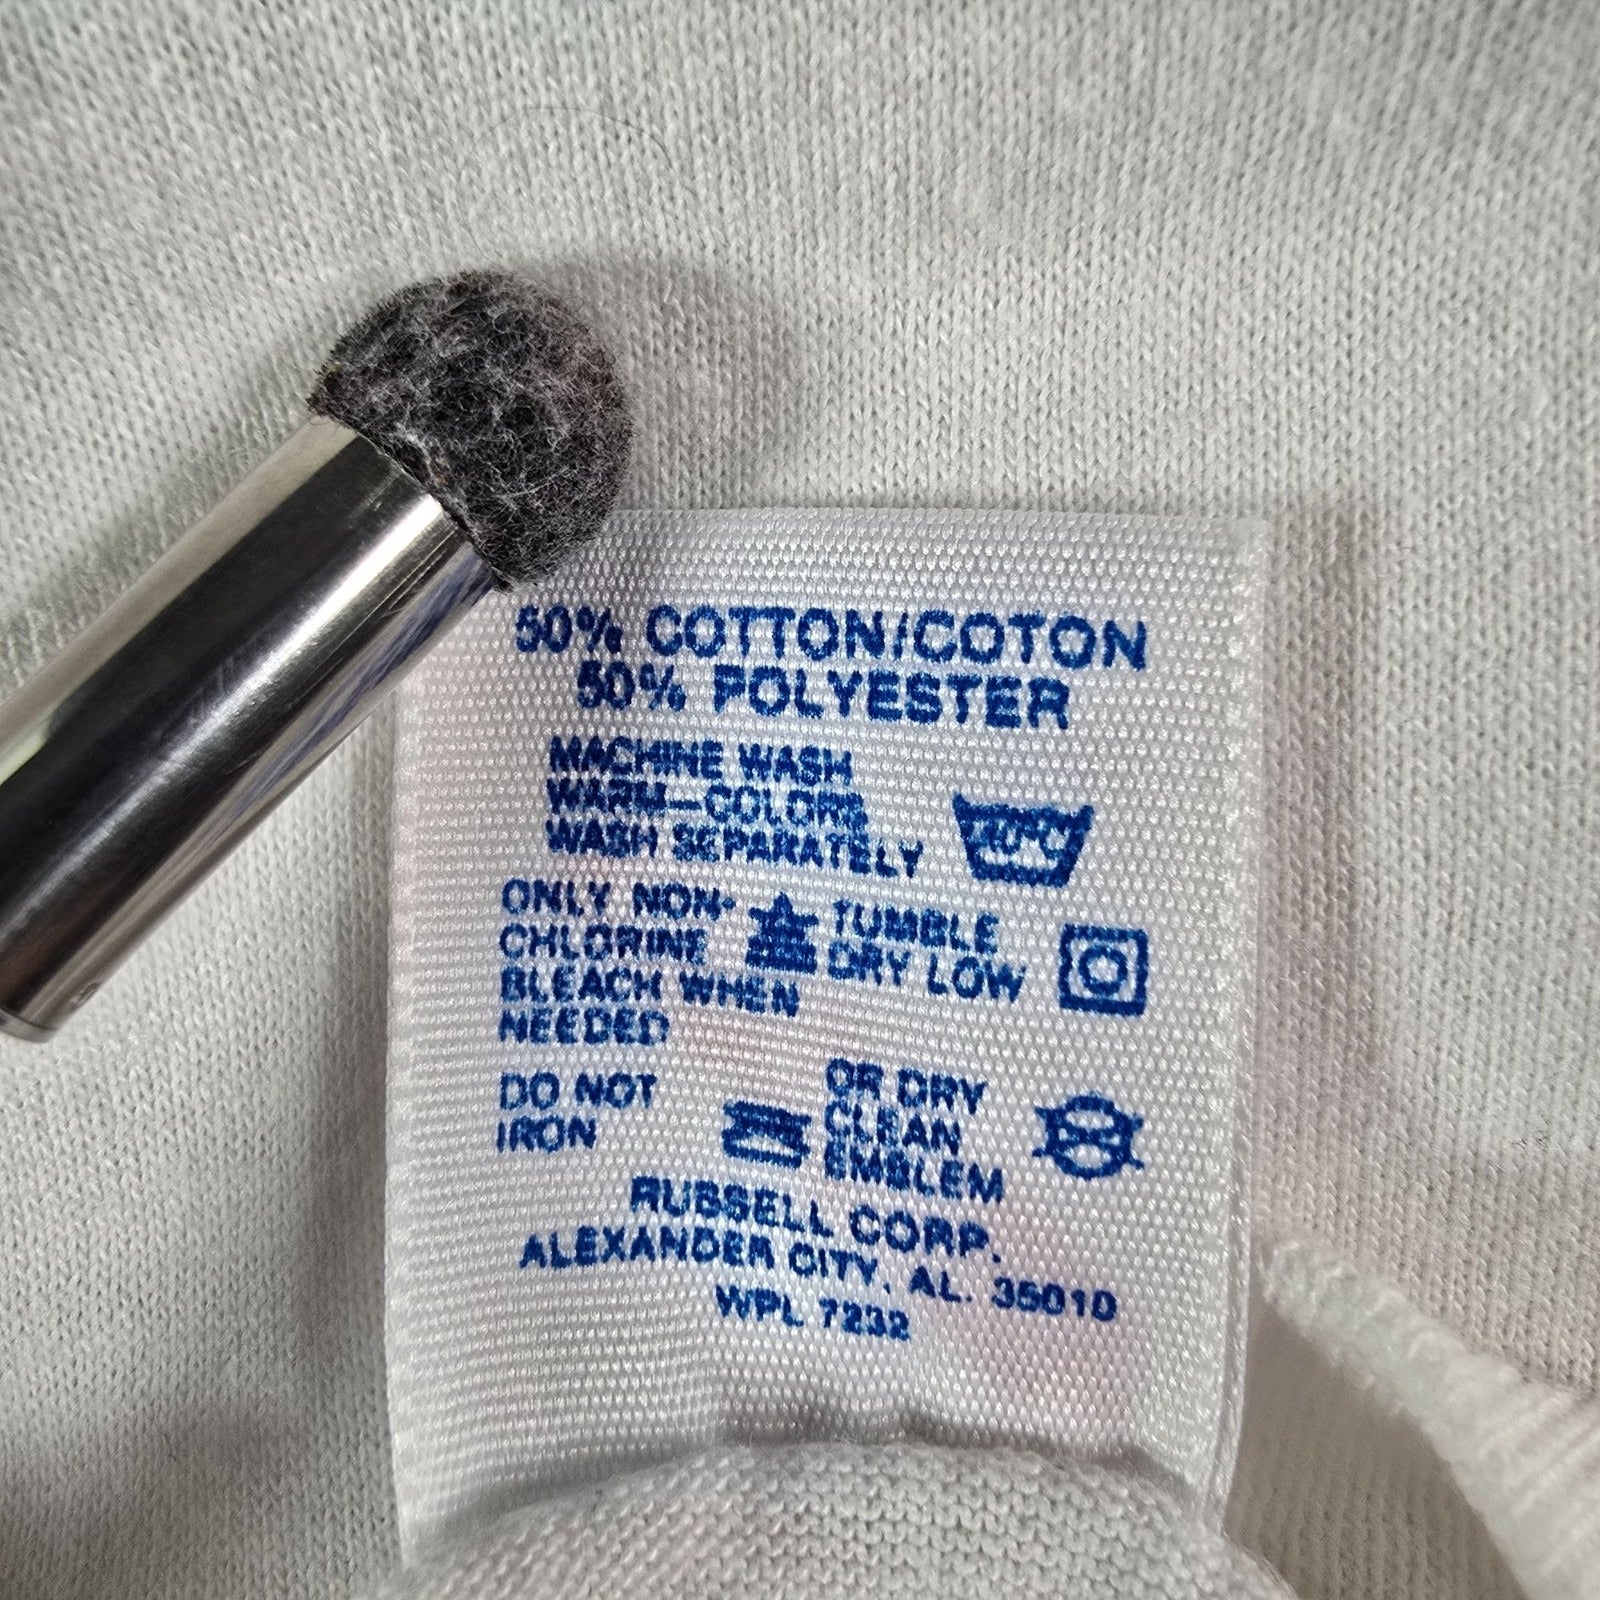 50% COTTON/COTON
50% POLYESTER
MACHINE WASH
WARM—COLORS
WASH SEPARATELY
40°C
ONLY NON-
CHLORINE
BLEACH WHEN
NEEDED
TUMBLE
DRY LOW
DO NOT
IRON
OR DRY
CLEAN
EMBLEM
RUSSELL CORP.
ALEXANDER CITY, AL. 35010
WPL 7232